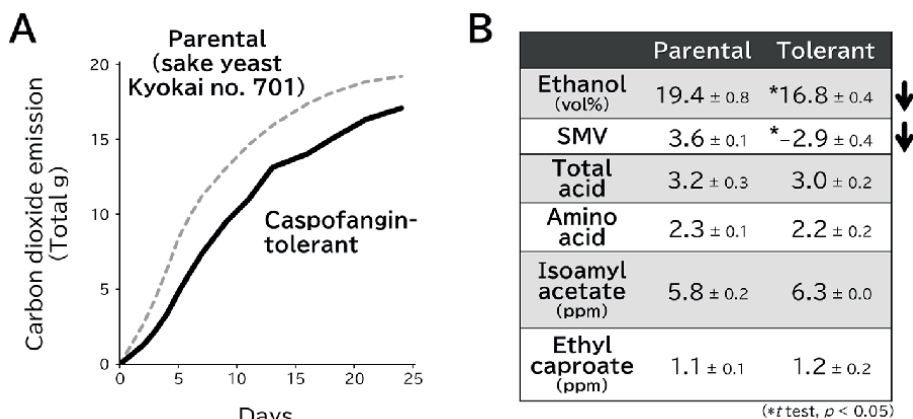 A
Parental
(sake yeast
Kyokai no. 701)
Carbon dioxide emission
(Total g)
20
15
10
5
0
Caspofangin-
tolerant
0 5 10 15 20 25
Days
B
Parental Tolerant
Ethanol
(vol%)
19.4 ± 0.8 *16.8 ± 0.4
SMV 3.6 ± 0.1 *−2.9 ± 0.4
Total
acid
3.2 ± 0.3 3.0 ± 0.2
Amino
acid
2.3 ± 0.1 2.2 ± 0.2
Isoamyl
acetate
(ppm)
5.8 ± 0.2 6.3 ± 0.0
Ethyl
caproate
(ppm)
1.1 ± 0.1 1.2 ± 0.2
(*t test, p < 0.05)